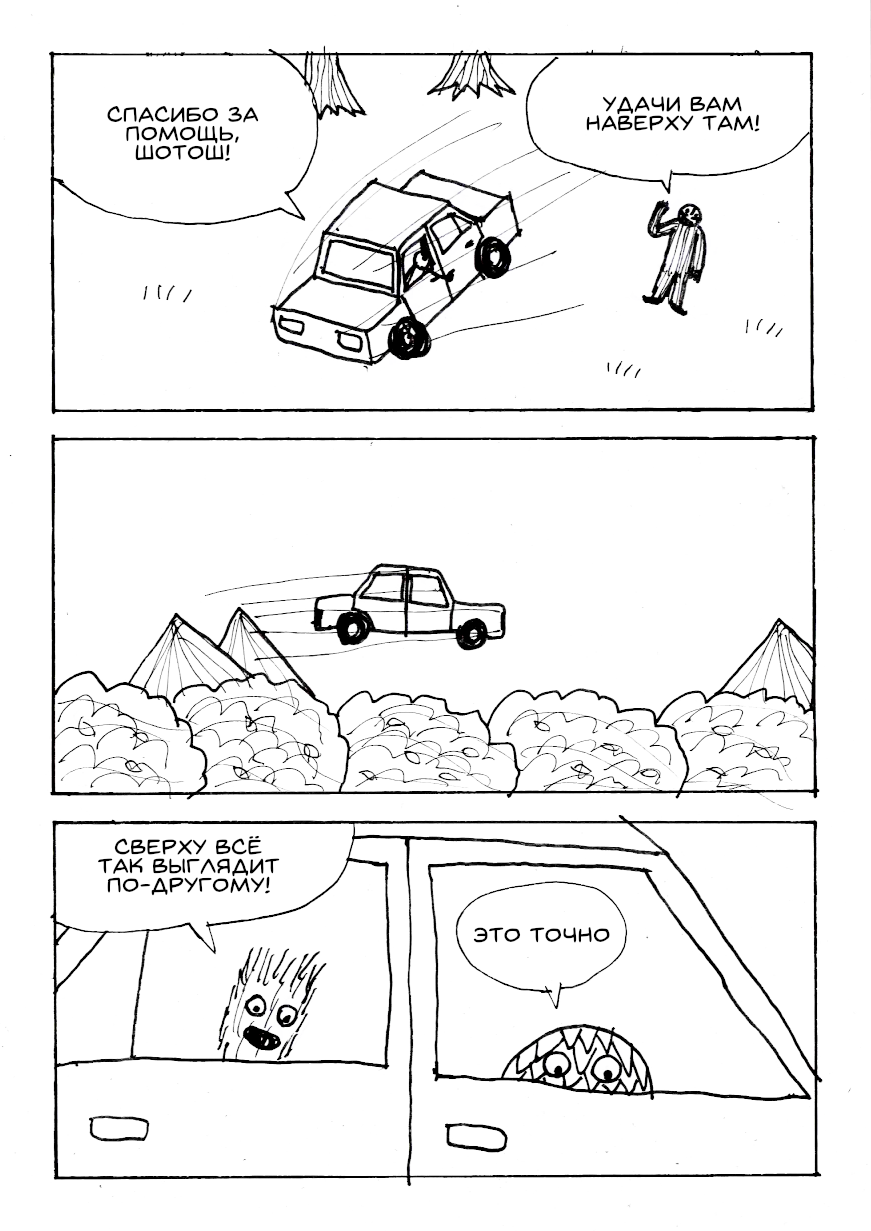 СПАСИБО ЗА
ПОМОЩЬ,
ШОТОШ!
УДАЧИ ВАМ
НАВЕРХУ ТАМ!
СВЕРХУ ВСЁ
ТАК ВЫГЛЯДИТ
ПО-ДРУГОМУ!
ЭТО ТОЧНО